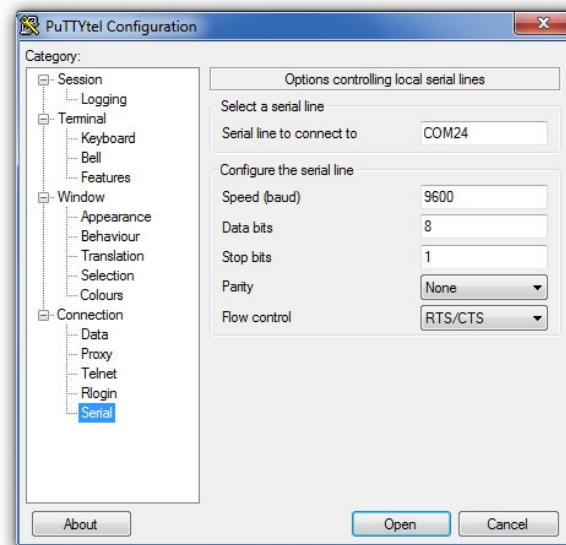 PuTTYtel Configuration
Category:
Session
Logging
Terminal
Keyboard
Bell
Features
Window
Appearance
Behaviour
Translation
Selection
Colours
Connection
Data
Proxy
Telnet
Rlogin
Serial
Options controlling local serial lines
Select a serial line
Serial line to connect to COM24
Configure the serial line
Speed (baud) 9600
Data bits 8
Stop bits 1
Parity None
Flow control RTS/CTS
About Open Cancel